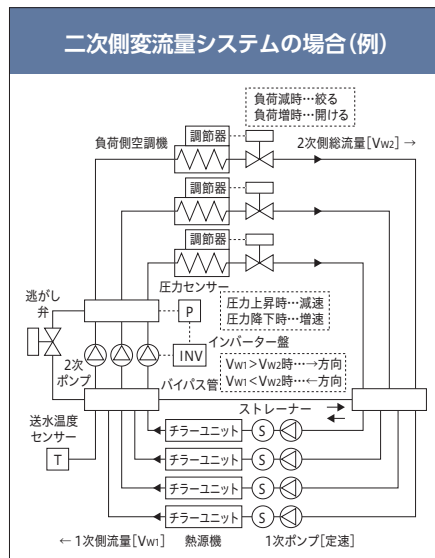 二次側変流量システムの場合（例）
負荷減時…絞る
負荷増時…開ける
調節器
負荷側空調機
2次側総流量[VW2] →
調節器
調節器
圧力センサー
逃がし
弁
P
圧力上昇時…減速
圧力降下時…増速
INV
インバーター盤
2次
ポンプ
VW1>VW2時…→方向
VW1<VW2時…←方向
バイパス管
ストレーナー
送水温度
センサー
T
チラーユニット
S
チラーユニット
S
チラーユニット
S
チラーユニット
S
← 1次側流量[VW1]
熱源機
1次ポンプ[定速]